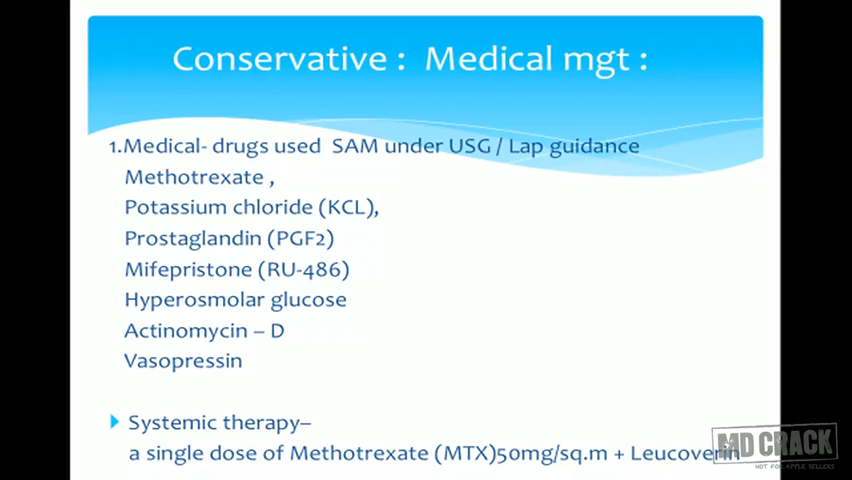 Conservative : Medical mgt :
1.Medical- drugs used SAM under USG / Lap guidance
Methotrexate ,
Potassium chloride (KCL),
Prostaglandin (PGF2)
Mifepristone (RU-486)
Hyperosmolar glucose
Actinomycin – D
Vasopressin
Systemic therapy–
a single dose of Methotrexate (MTX)50mg/sq.m + Leucoverin
MD CRACK
NOT FOR APPLE SELLERS